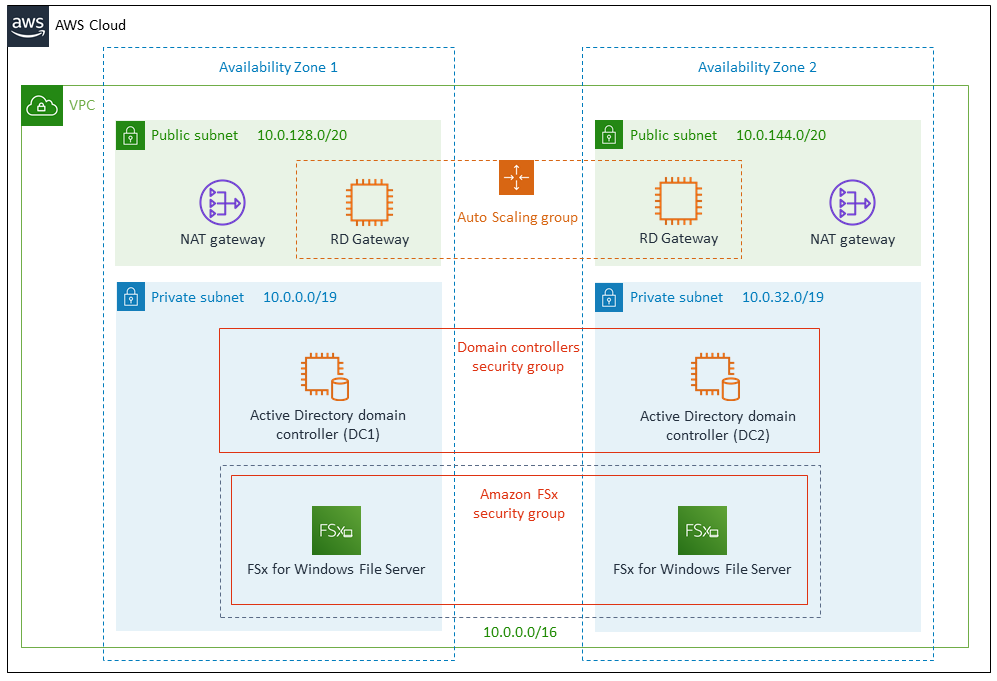 aws
AWS Cloud
Availability Zone 1
Availability Zone 2
VPC
Public subnet 10.0.128.0/20
Public subnet 10.0.144.0/20
NAT gateway
RD Gateway
Auto Scaling group
RD Gateway
NAT gateway
Private subnet 10.0.0.0/19
Private subnet 10.0.32.0/19
Domain controllers
security group
Active Directory domain
controller (DC1)
Active Directory domain
controller (DC2)
Amazon FSx
security group
FSx
FSx for Windows File Server
FSx
FSx for Windows File Server
10.0.0.0/16